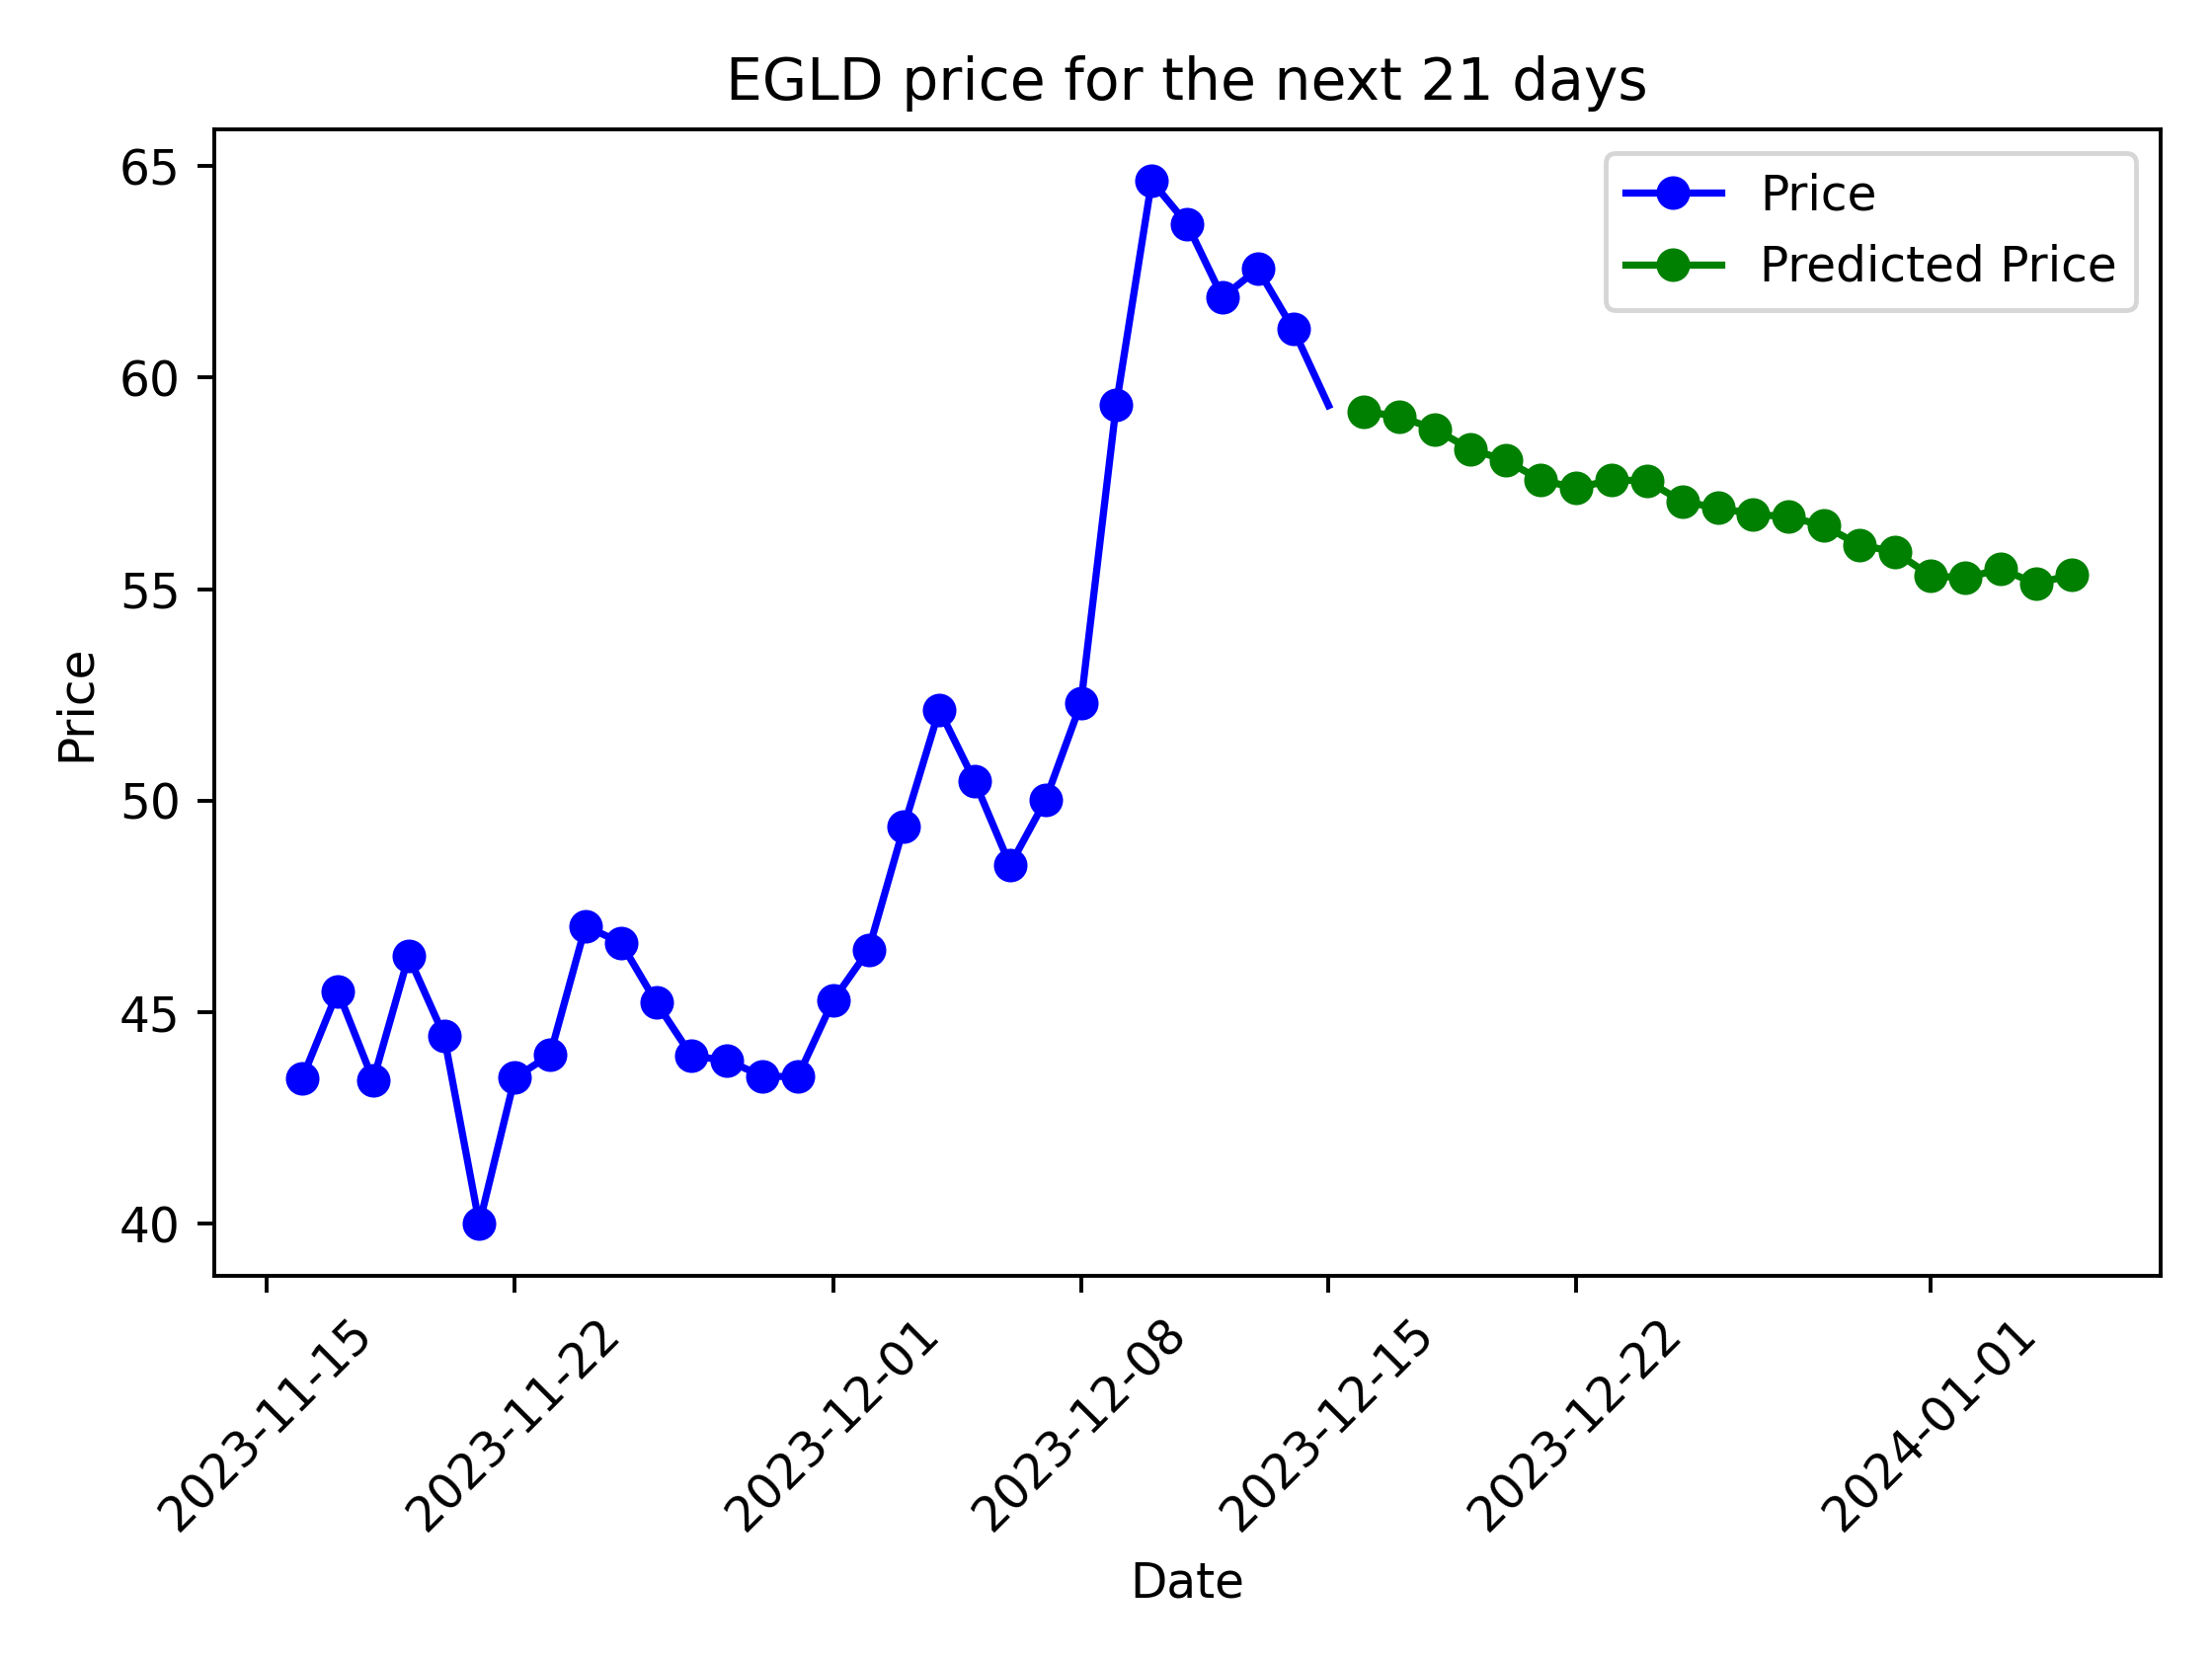 EGLD price for the next 21 days
Price
Predicted Price
65
60
55
50
45
40
Price
2023-11-15
2023-11-22
2023-12-01
2023-12-08
2023-12-15
2023-12-22
2024-01-01
Date